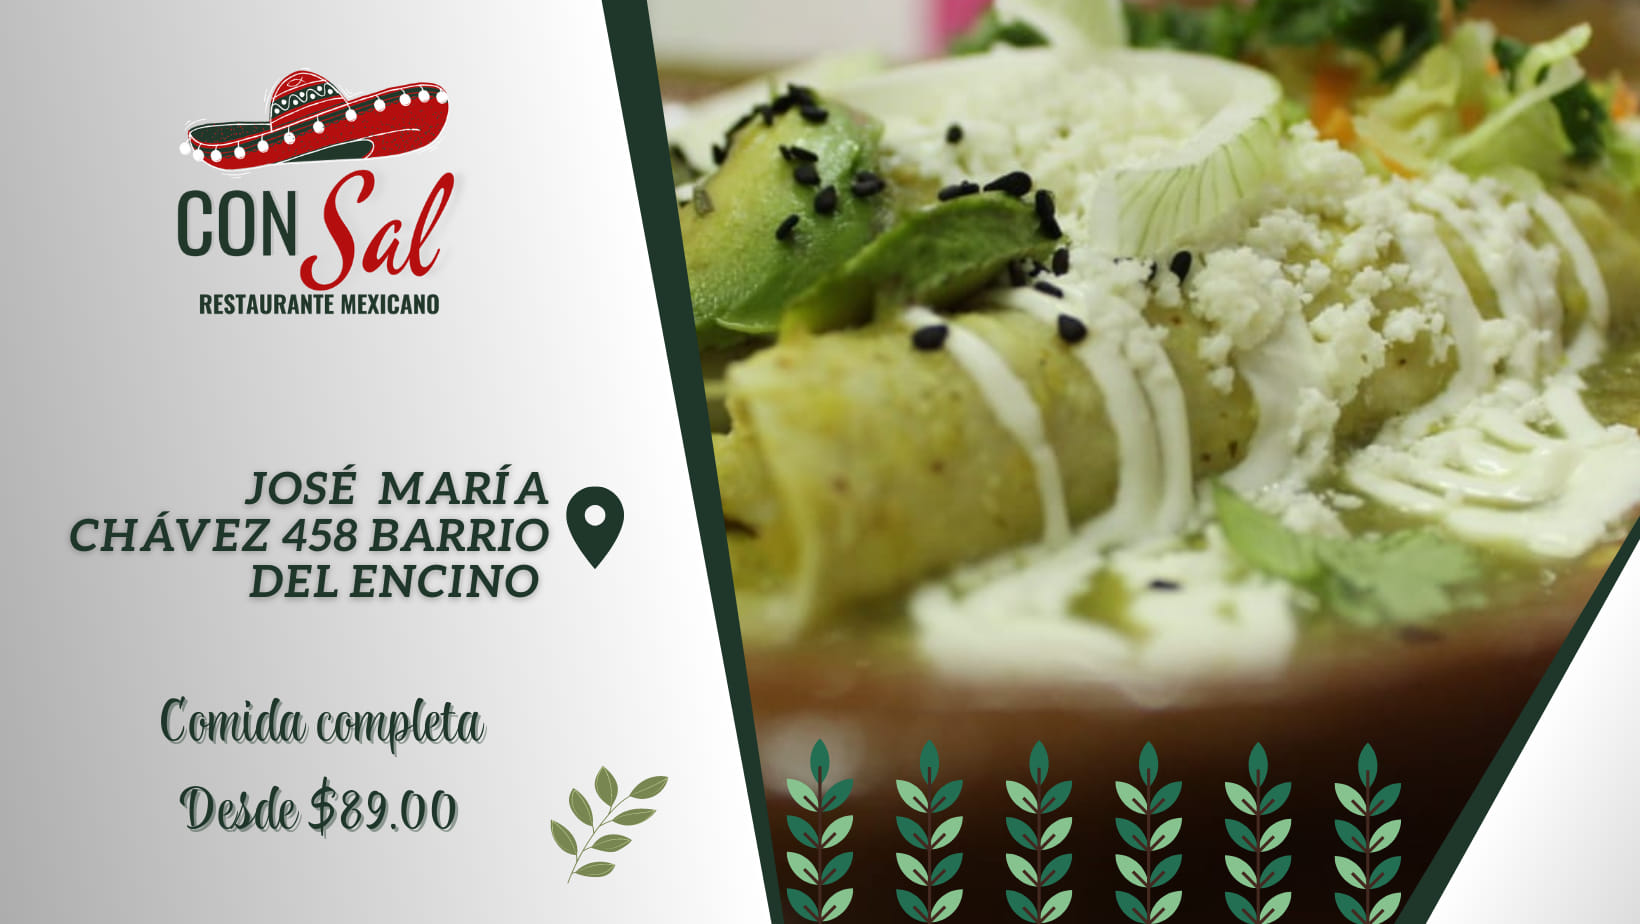 CON Sal
RESTAURANTE MEXICANO
JOSÉ MARÍA
CHÁVEZ 458 BARRIO
DEL ENCINO
Comida completa
Desde $89.00